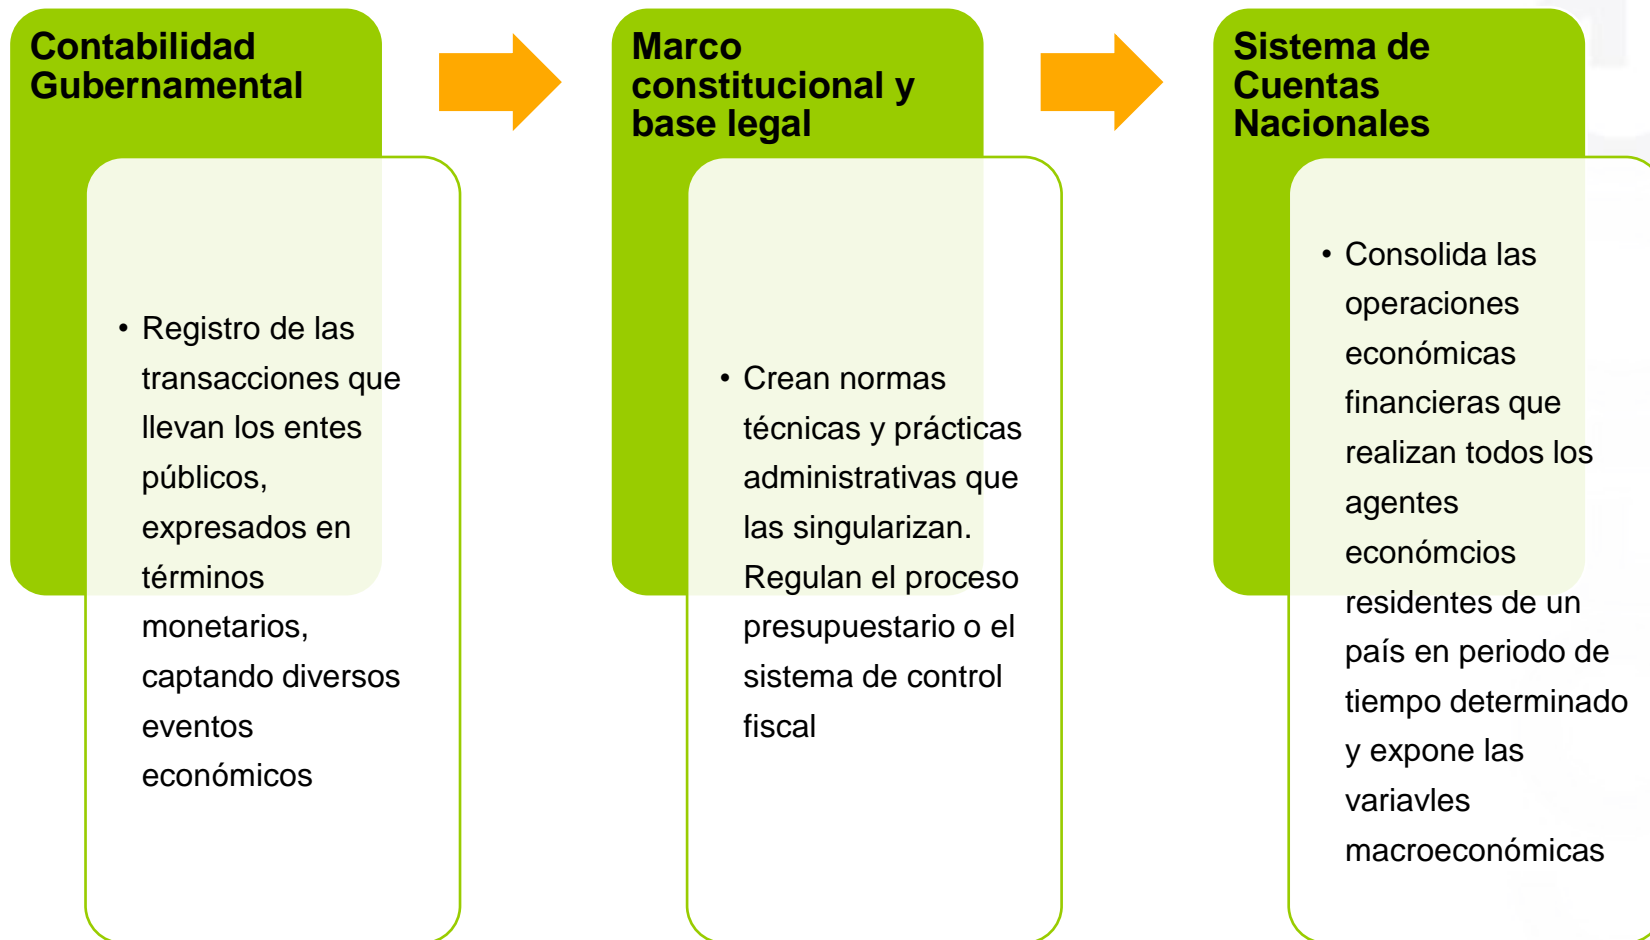 Contabilidad
Gubernamental
• Registro de las
transacciones que
llevan los entes
públicos,
expresados en
términos
monetarios,
captando diversos
eventos
económicos
Marco
constitucional y
base legal
• Crean normas
técnicas y prácticas
administrativas que
las singularizan.
Regulan el proceso
presupuestario o el
sistema de control
fiscal
Sistema de
Cuentas
Nacionales
• Consolida las
operaciones
económicas
financieras que
realizan todos los
agentes
económcios
residentes de un
país en periodo de
tiempo determinado
y expone las
variavles
macroeconómicas